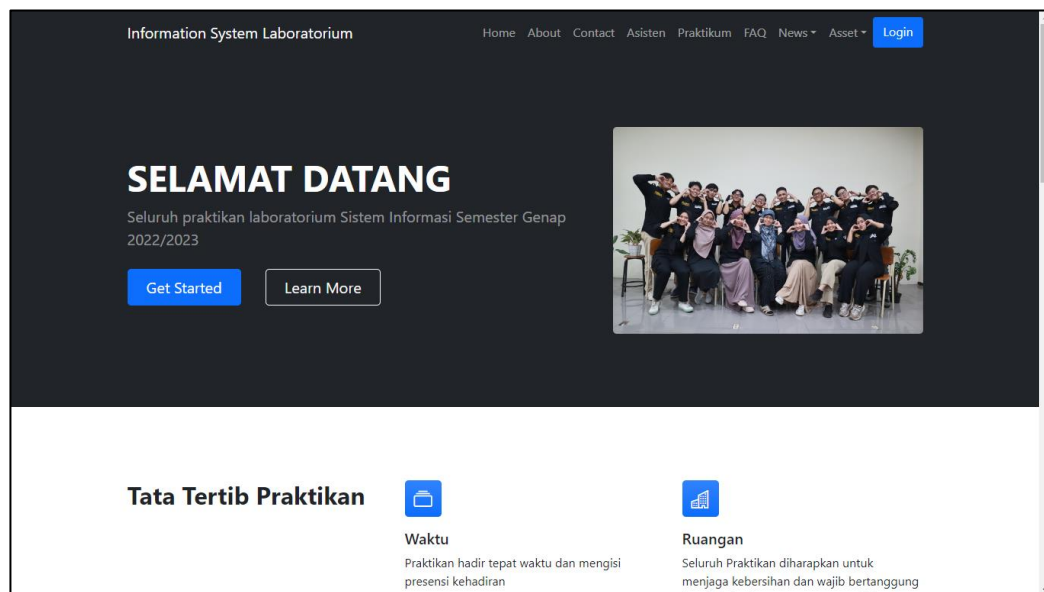 Information System Laboratorium
Home About Contact Asisten Praktikum FAQ News Asset Login
SELAMAT DATANG
Seluruh praktikan laboratorium Sistem Informasi Semester Genap
2022/2023
Get Started Learn More
Tata Tertib Praktikan
Waktu
Praktikan hadir tepat waktu dan mengisi
presensi kehadiran
Ruangan
Seluruh Praktikan diharapkan untuk
menjaga kebersihan dan wajib bertanggung